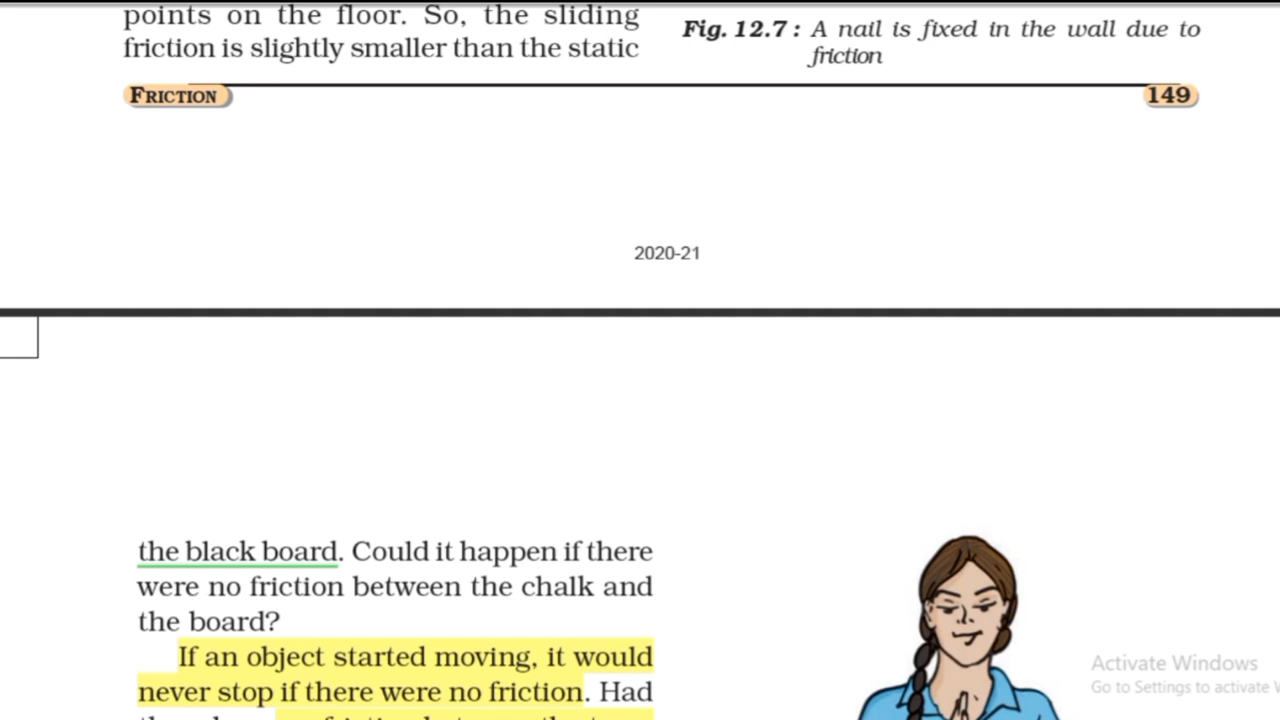 points on the floor. So, the sliding
friction is slightly smaller than the static
Fig. 12.7 : A nail is fixed in the wall due to
friction
FRICTION
149
2020-21
the black board. Could it happen if there
were no friction between the chalk and
the board?
If an object started moving, it would
never stop if there were no friction. Had
Activate Windows
Go to Settings to activate